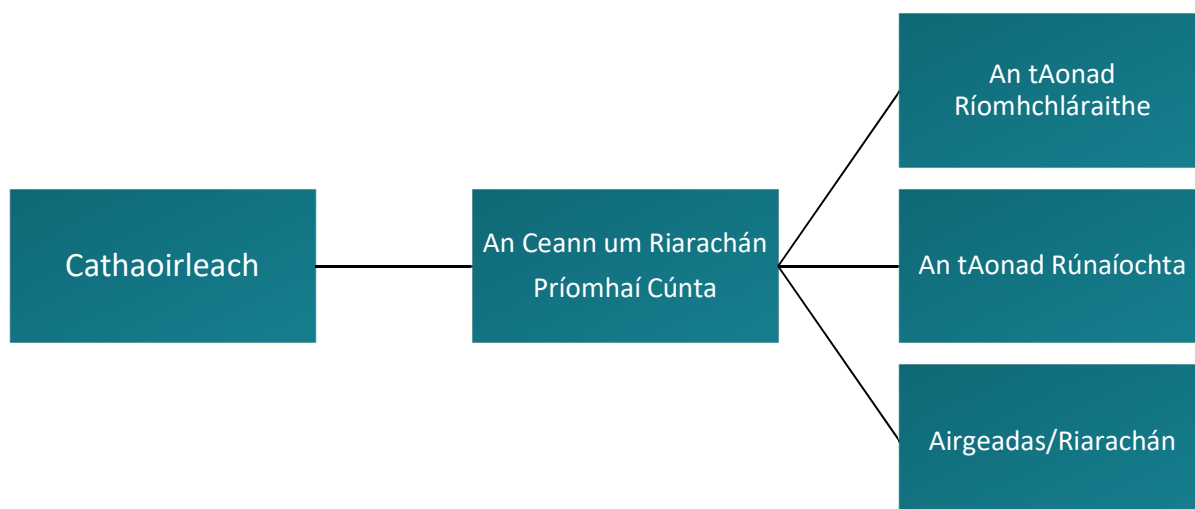 Cathaoirleach
An Ceann um Riarachán
Príomhaí Cúnta
An tAonad
Ríomhchláraithe
An tAonad Rúnaíochta
Airgeadas/Riarachán